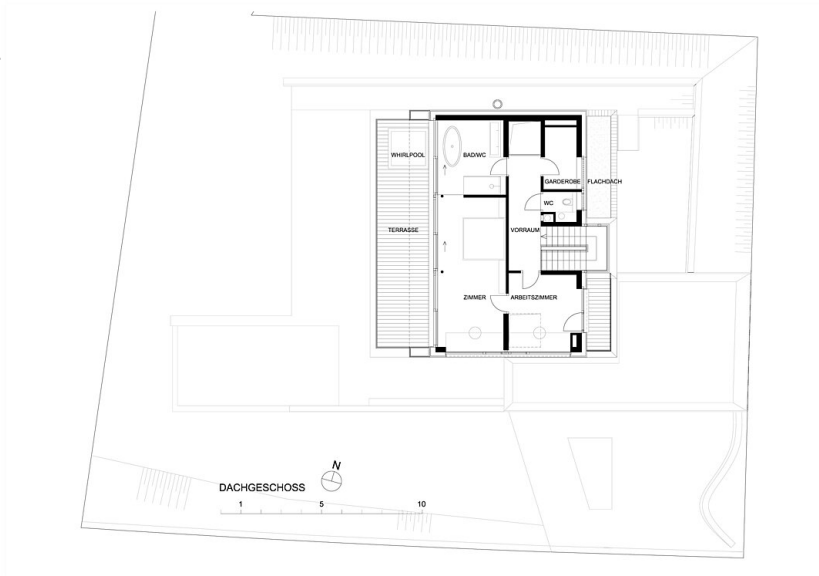 WHIRLPOOL
BAD/WC
GARDEROBE
FLACHDACH
WC
TERRASSE
VORRAUM
ZIMMER
ARBEITSZIMMER
N
DACHGESCHOSS
1 5 10